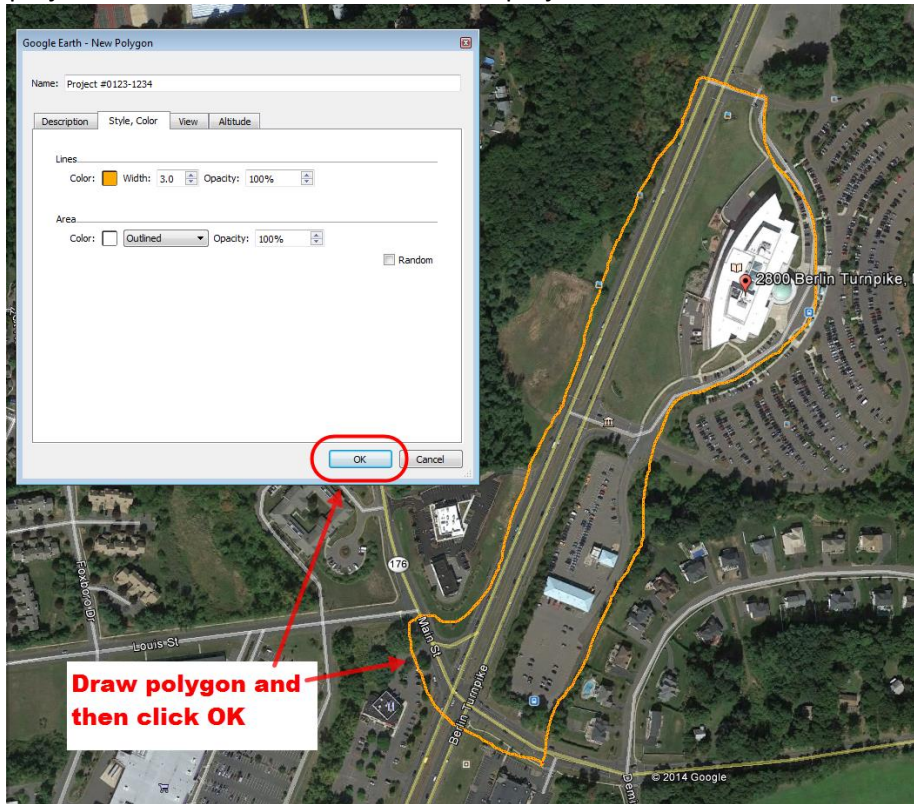 Google Earth - New Polygon
Name: Project #0123-1234
Description Style, Color View Altitude
Lines
Color: Width: 3.0 Opacity: 100%
Area
Color: Outlined Opacity: 100%
Random
OK Cancel
2800 Berlin Turnpike,
176
Foxboro Dr
Louis St
Main St
Berlin Turnpike
Draw polygon and
then click OK
© 2014 Google